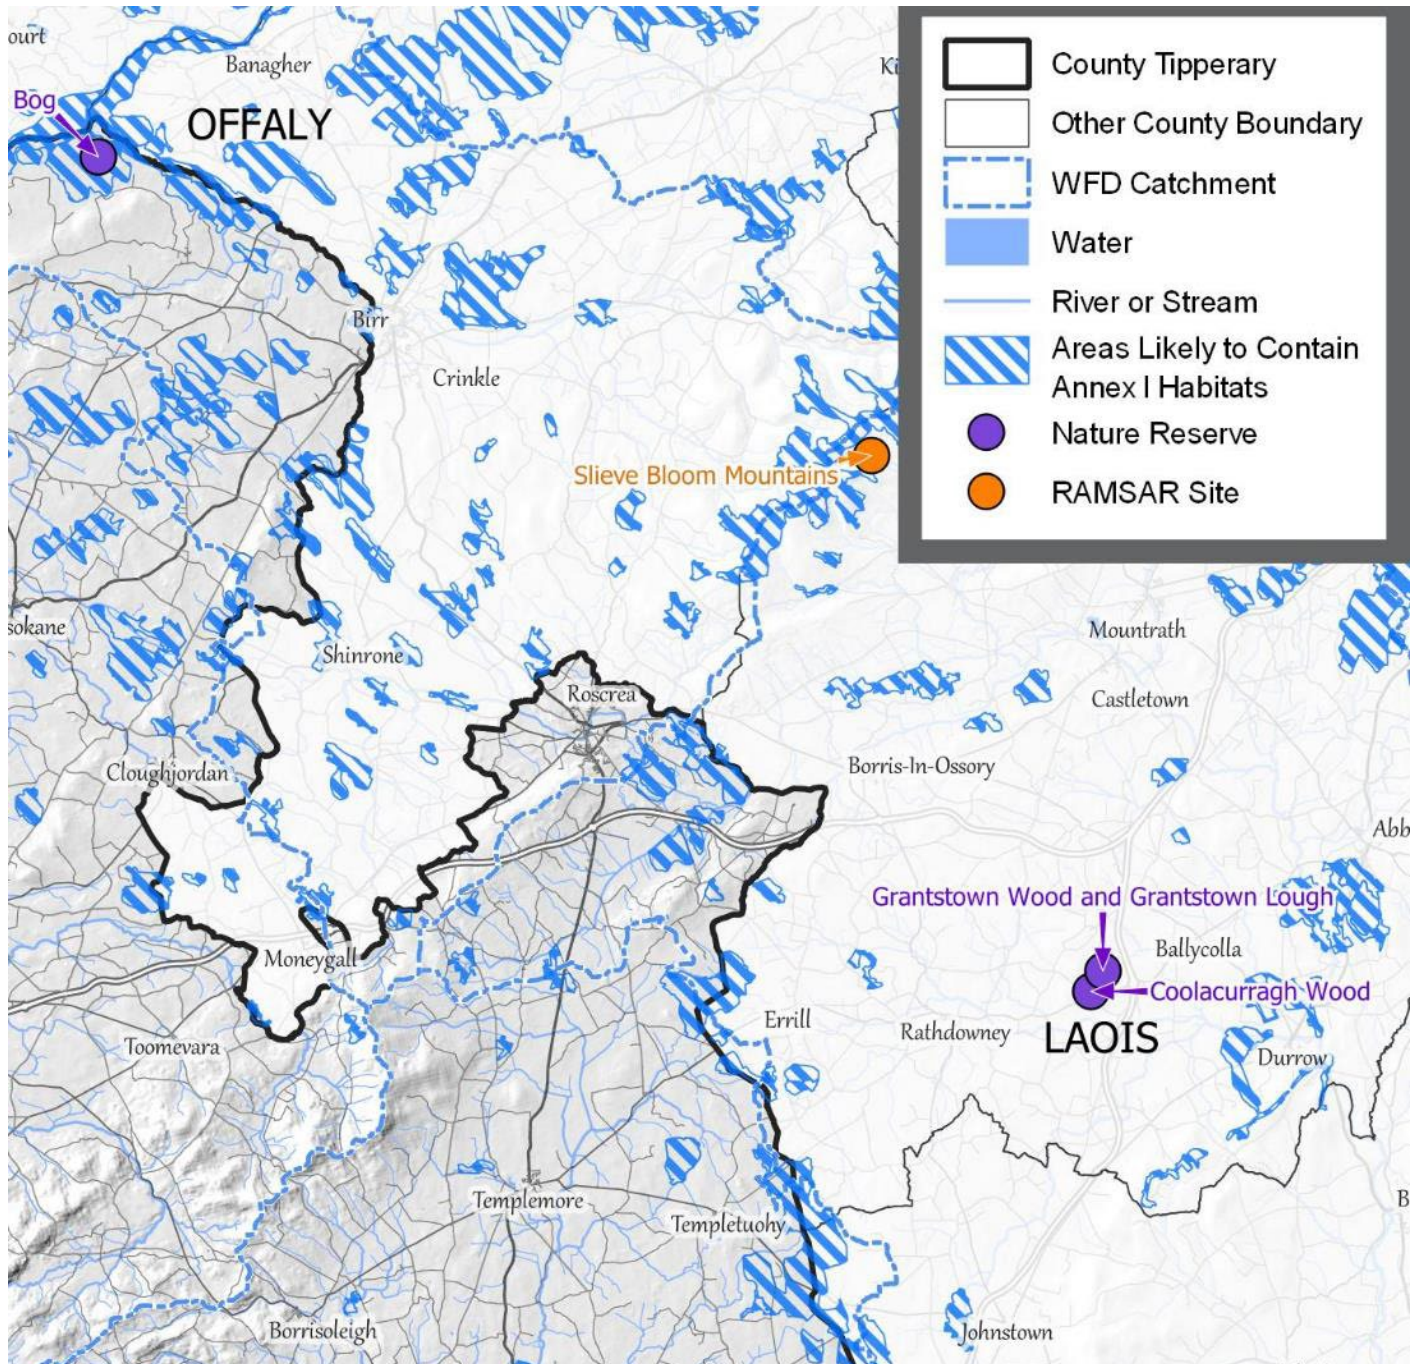 ourt
Banagher
Ki
Bog
OFFALY
Birr
Crinkle
Slieve Bloom Mountains
County Tipperary
Other County Boundary
WFD Catchment
Water
River or Stream
Areas Likely to Contain
Annex I Habitats
Nature Reserve
RAMSAR Site
sokane
Shinrone
Mountrath
Roscrea
Castletown
Cloughjordan
Borris-In-Ossory
Abb
Grantstown Wood and Grantstown Lough
Moneygall
Ballycolla
Coolacurragh Wood
Errill
Rathdowney
LAOIS
Toomevara
Durrow
Templemore
Templetuohy
B
Borrisoleigh
Johnstown